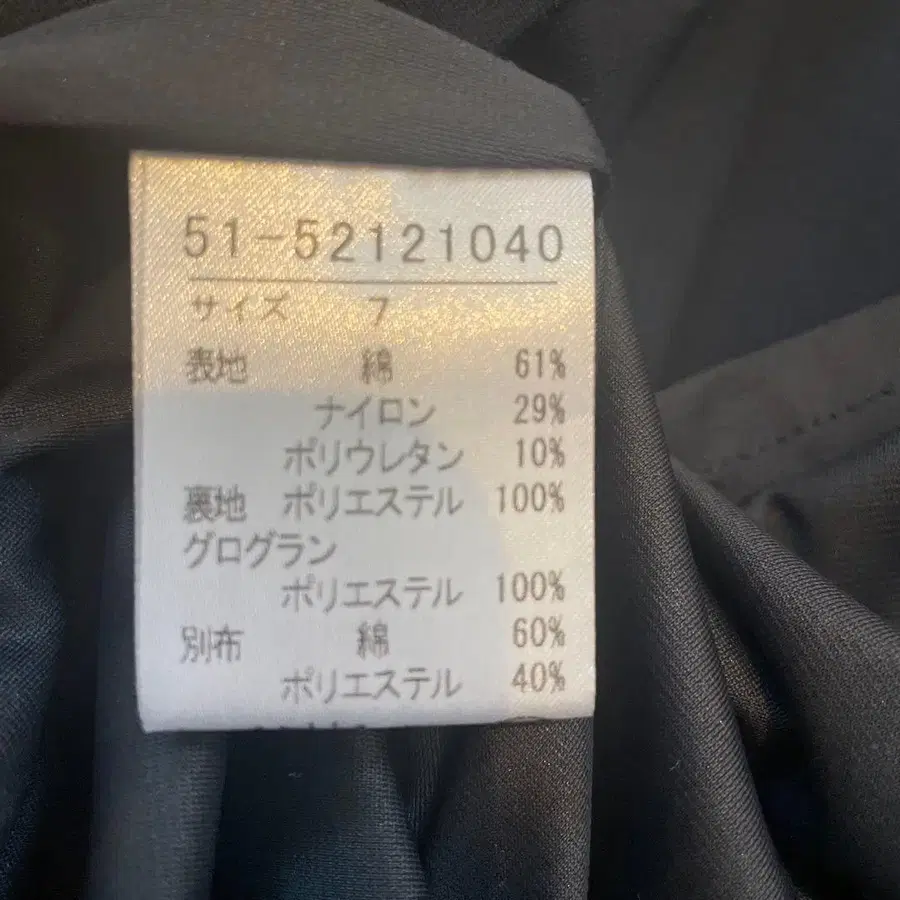 51-52121040
サイズ 7
表地 綿 61%
ナイロン 29%
ポリウレタン 10%
裏地 ポリエステル 100%
グログラン
ポリエステル 100%
別布 綿 60%
ポリエステル 40%